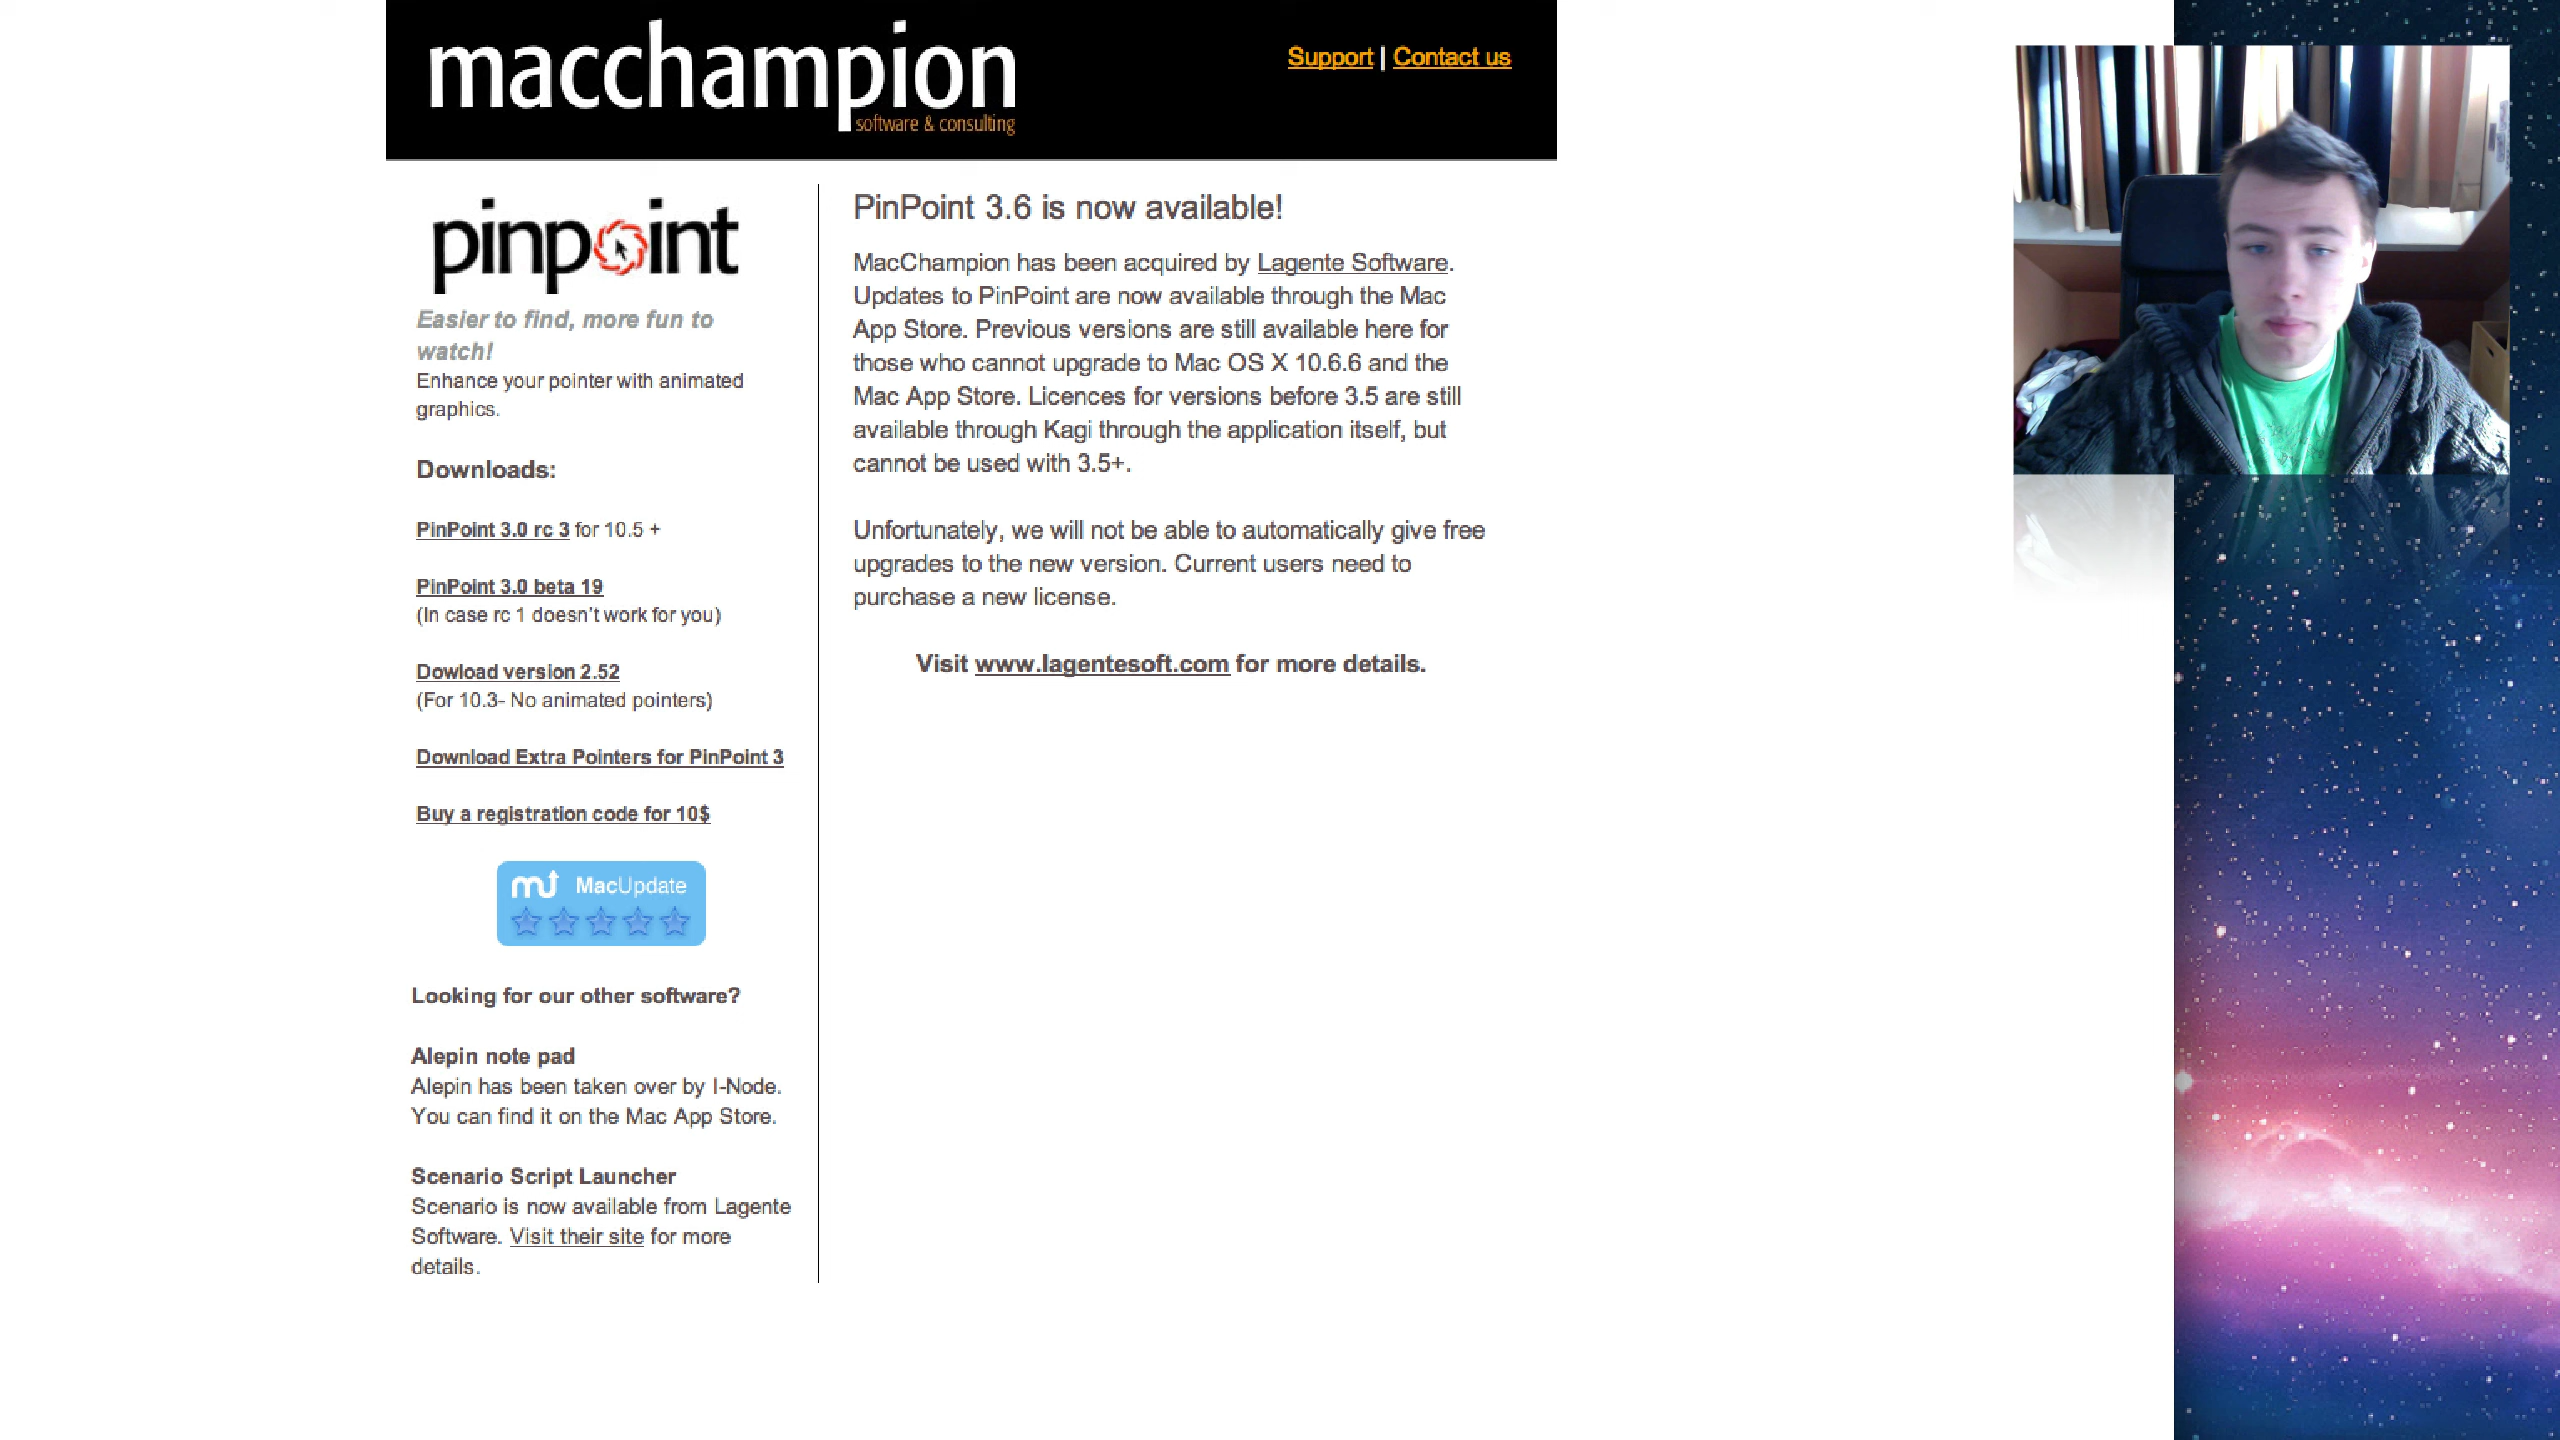 macchampion
software & consulting
Support | Contact us
pinpoint
Easier to find, more fun to
watch!
Enhance your pointer with animated
graphics.
Downloads:
PinPoint 3.0 rc 3 for 10.5 +
PinPoint 3.0 beta 19
(In case rc 1 doesn't work for you)
Dowload version 2.52
(For 10.3- No animated pointers)
Download Extra Pointers for PinPoint 3
Buy a registration code for 10$
MacUpdate
Looking for our other software?
Alepin note pad
Alepin has been taken over by I-Node.
You can find it on the Mac App Store.
Scenario Script Launcher
Scenario is now available from Lagente
Software. Visit their site for more
details.
PinPoint 3.6 is now available!
MacChampion has been acquired by Lagente Software.
Updates to PinPoint are now available through the Mac
App Store. Previous versions are still available here for
those who cannot upgrade to Mac OS X 10.6.6 and the
Mac App Store. Licences for versions before 3.5 are still
available through Kagi through the application itself, but
cannot be used with 3.5+.
Unfortunately, we will not be able to automatically give free
upgrades to the new version. Current users need to
purchase a new license.
Visit www.lagentesoft.com for more details.